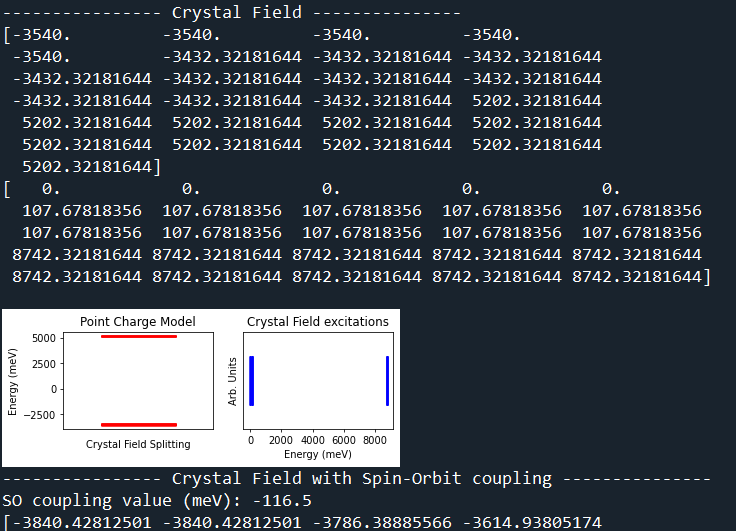 ---------------- Crystal Field ---------------
[-3540. -3540. -3540. -3540.
-3540. -3432.32181644 -3432.32181644 -3432.32181644
-3432.32181644 -3432.32181644 -3432.32181644 -3432.32181644
-3432.32181644 -3432.32181644 -3432.32181644 5202.32181644
5202.32181644 5202.32181644 5202.32181644 5202.32181644
5202.32181644 5202.32181644 5202.32181644 5202.32181644
5202.32181644]
[ 0. 0. 0. 0. 0.
107.67818356 107.67818356 107.67818356 107.67818356 107.67818356
107.67818356 107.67818356 107.67818356 107.67818356 107.67818356
8742.32181644 8742.32181644 8742.32181644 8742.32181644 8742.32181644
8742.32181644 8742.32181644 8742.32181644 8742.32181644 8742.32181644]
Point Charge Model
Energy (meV)
5000
2500
0
−2500
Crystal Field Splitting
Crystal Field excitations
Arb. Units
0 2000 4000 6000 8000
Energy (meV)
---------------- Crystal Field with Spin-Orbit coupling ---------------
SO coupling value (meV): -116.5
[-3840.42812501 -3840.42812501 -3786.38885566 -3614.93805174